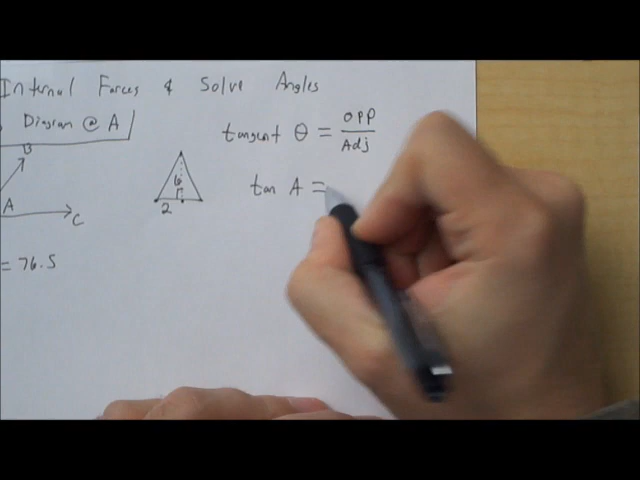 Internal Forces & Solve Angles
Diagram @ A
B
A
C
= 76.5
6
2
tangent θ = opp
Adj
tan A =